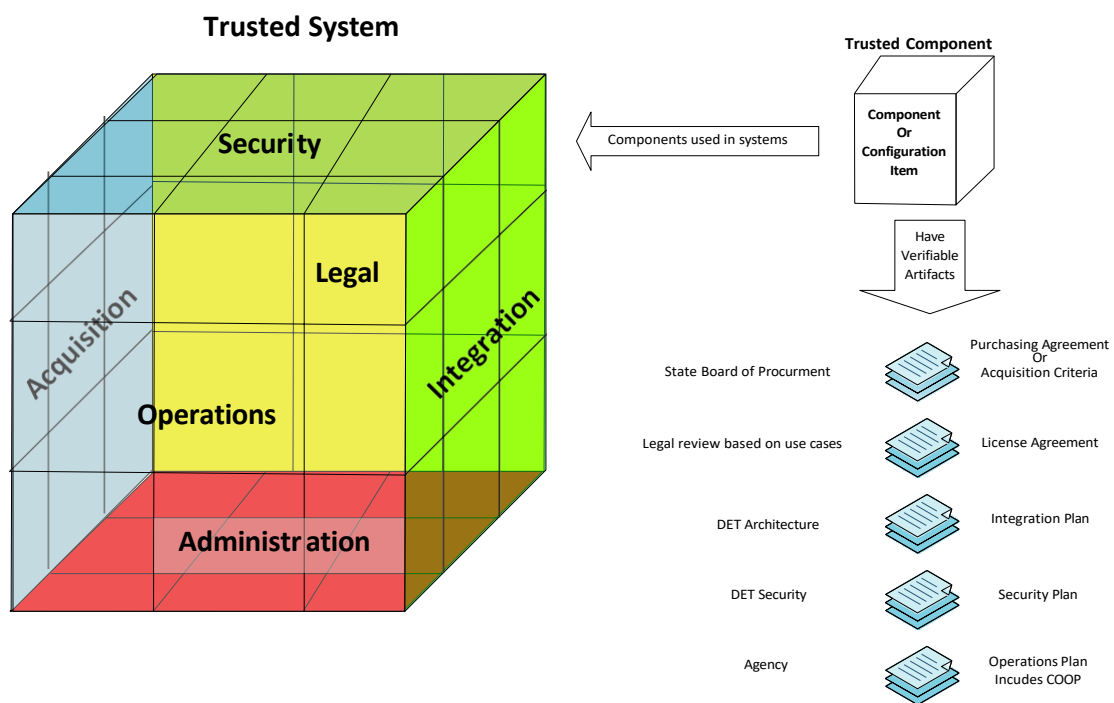 Trusted System
Security
Legal
Acquisition
Integration
Operations
Administration
Components used in systems
Trusted Component
Component
Or
Configuration
Item
Have
Verifiable
Artifacts
State Board of Procurment
Purchasing Agreement
Or
Acquisition Criteria
Legal review based on use cases
License Agreement
DET Architecture
Integration Plan
DET Security
Security Plan
Agency
Operations Plan
Incudes COOP